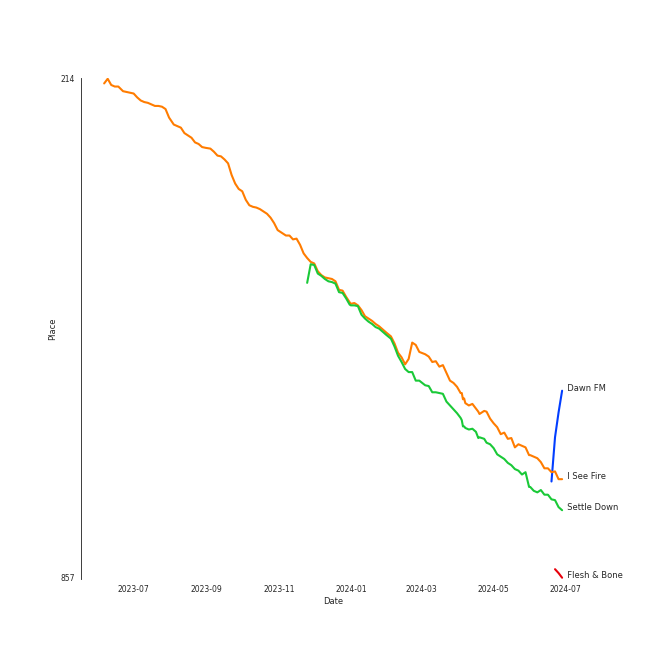 214
Dawn FM
Place
I See Fire
Settle Down
Flesh & Bone
857
2023-07 2023-09 2023-11 2024-01 2024-03 2024-05 2024-07
Date